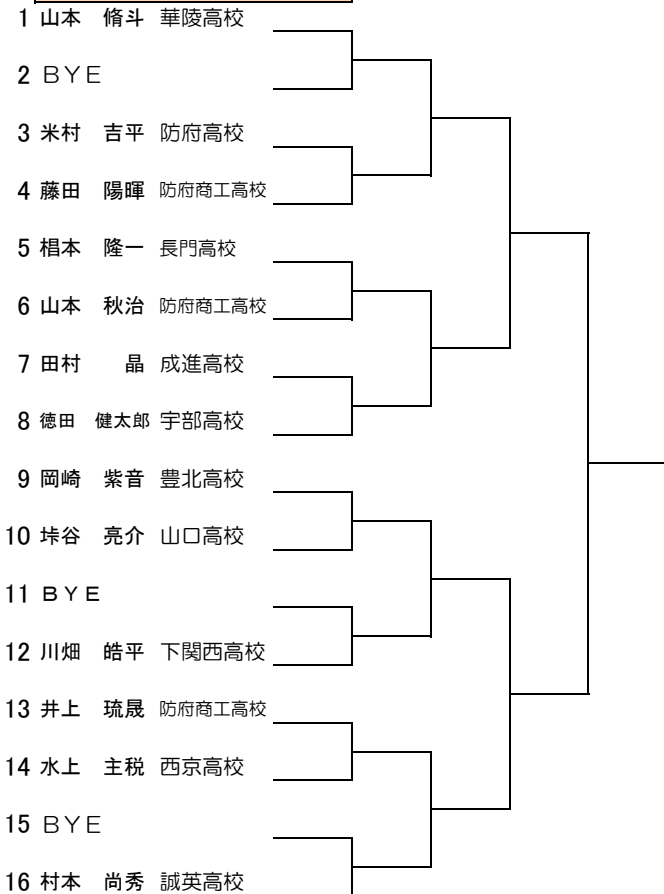 1 山本 脩斗 華陵高校
2 BYE
3 米村 吉平 防府高校
4 藤田 陽暉 防府商工高校
5 椙本 隆一 長門高校
6 山本 秋治 防府商工高校
7 田村 晶 成進高校
8 徳田 健太郎 宇部高校
9 岡崎 紫音 豊北高校
10 垰谷 亮介 山口高校
11 BYE
12 川畑 皓平 下関西高校
13 井上 琉晟 防府商工高校
14 水上 主税 西京高校
15 BYE
16 村本 尚秀 誠英高校